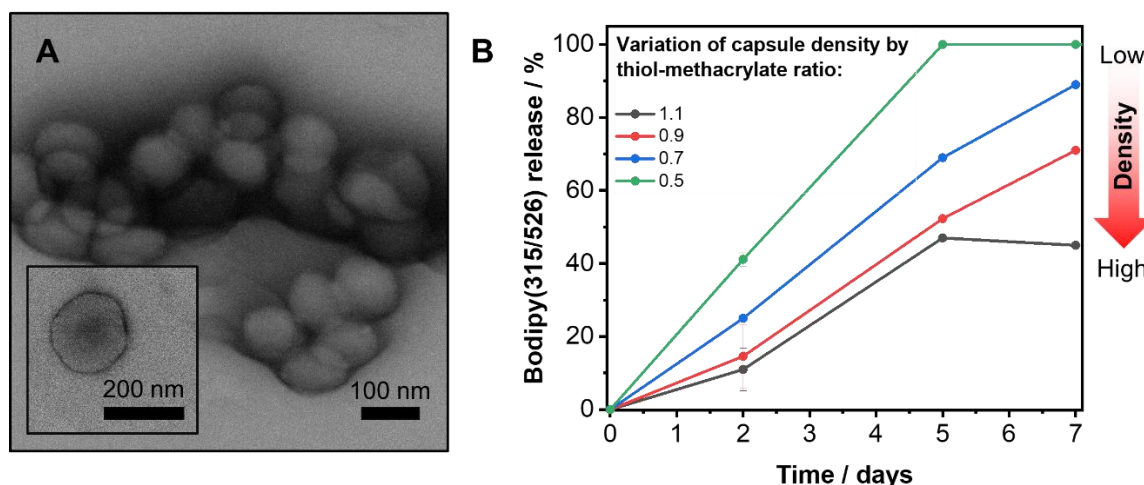 A
200 nm
100 nm
B
Bodipy(315/526) release / %
100
80
60
40
20
0
Variation of capsule density by
thiol-methacrylate ratio:
1.1
0.9
0.7
0.5
0 1 2 3 4 5 6 7
Time / days
Low
Density
High